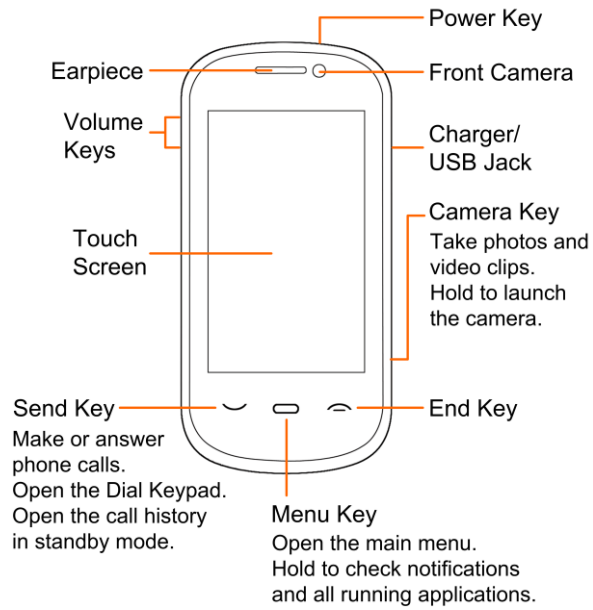 Power Key
Earpiece
Front Camera
Volume
Keys
Charger/
USB Jack
Camera Key
Take photos and
video clips.
Hold to launch
the camera.
Touch
Screen
Send Key
Make or answer
phone calls.
Open the Dial Keypad.
Open the call history
in standby mode.
End Key
Menu Key
Open the main menu.
Hold to check notifications
and all running applications.